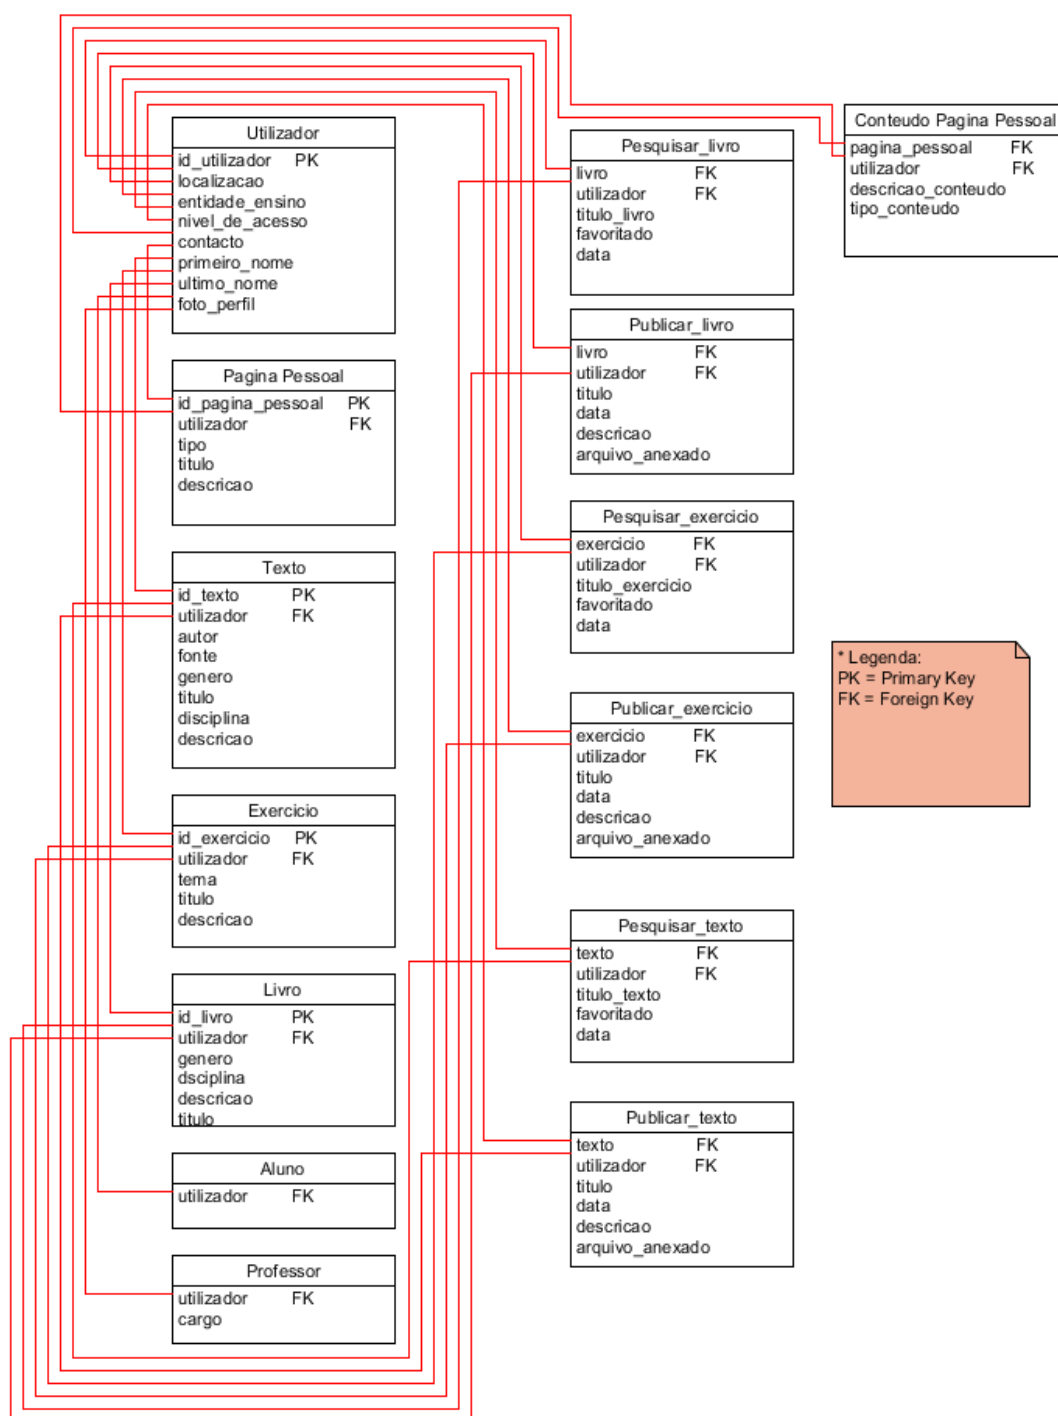 Utilizador
id_utilizador PK
localizacao
entidade_ensino
nivel_de_acesso
contacto
primeiro_nome
ultimo_nome
foto_perfil
Pagina Pessoal
id_pagina_pessoal PK
utilizador FK
tipo
titulo
descricao
Texto
id_texto PK
utilizador FK
autor
fonte
genero
titulo
disciplina
descricao
Exercicio
id_exercicio PK
utilizador FK
tema
titulo
descricao
Livro
id_livro PK
utilizador FK
genero
dsciplina
descricao
titulo
Aluno
utilizador FK
Professor
utilizador FK
cargo
Pesquisar_livro
livro FK
utilizador FK
titulo_livro
favoritado
data
Publicar_livro
livro FK
utilizador FK
titulo
data
descricao
arquivo_anexado
Pesquisar_exercicio
exercicio FK
utilizador FK
titulo_exercicio
favoritado
data
Publicar_exercicio
exercicio FK
utilizador FK
titulo
data
descricao
arquivo_anexado
Pesquisar_texto
texto FK
utilizador FK
titulo_texto
favoritado
data
Publicar_texto
texto FK
utilizador FK
titulo
data
descricao
arquivo_anexado
Conteudo Pagina Pessoal
pagina_pessoal FK
utilizador FK
descricao_conteudo
tipo_conteudo
* Legenda:
PK = Primary Key
FK = Foreign Key